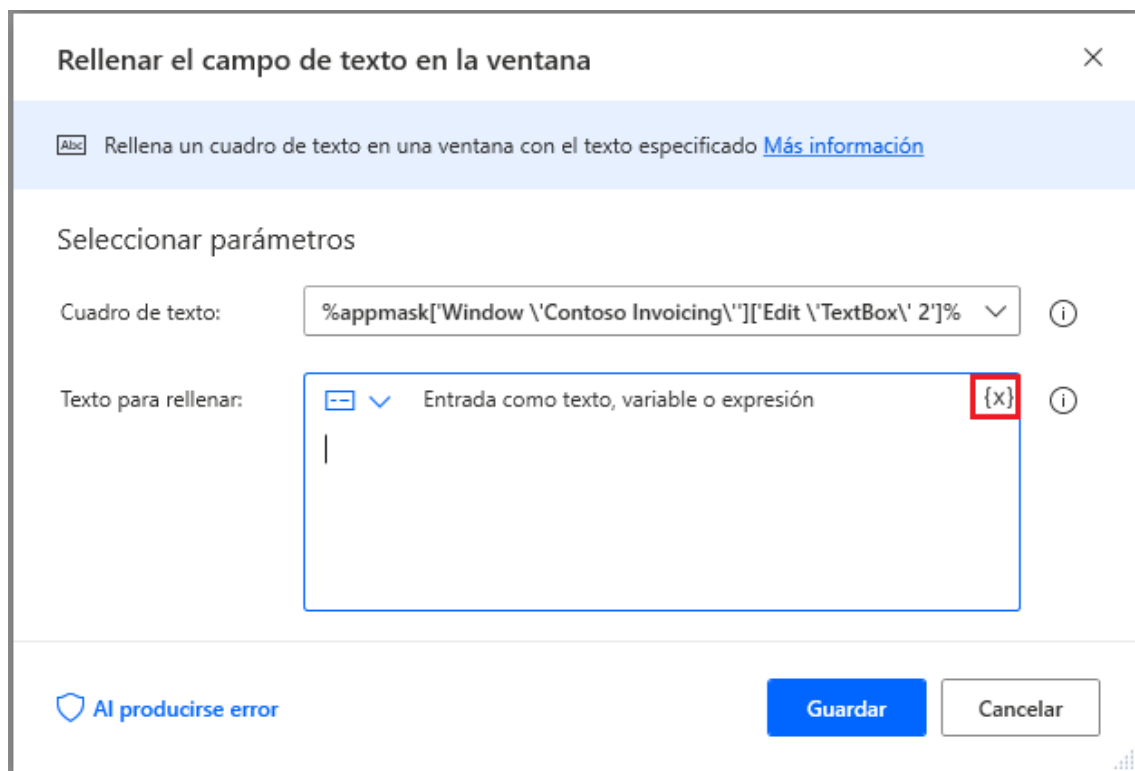 Rellenar el campo de texto en la ventana
Abc Rellena un cuadro de texto en una ventana con el texto especificado Más información
Seleccionar parámetros
Cuadro de texto: %appmask['Window \'Contoso Invoicing\'']['Edit \'TextBox\' 2']%
Texto para rellenar: Entrada como texto, variable o expresión {x}
Al producirse error Guardar Cancelar